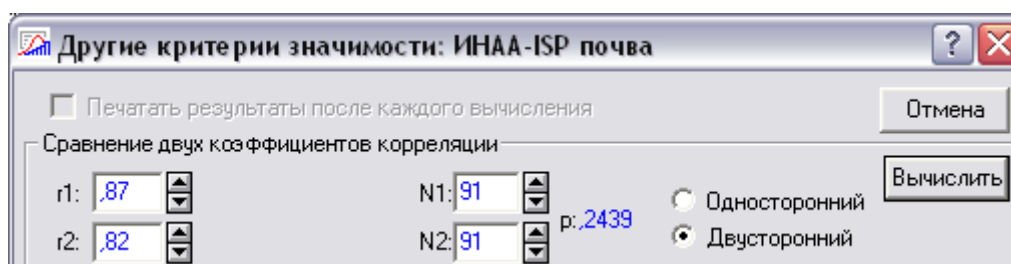 Другие критерии значимости: ИНАА-ISP почва
?
Печатать результаты после каждого вычисления
Отмена
Сравнение двух коэффициентов корреляции
Вычислить
r1: ,87 N1: 91 Односторонний
p:,2439
r2: ,82 N2: 91 Двусторонний